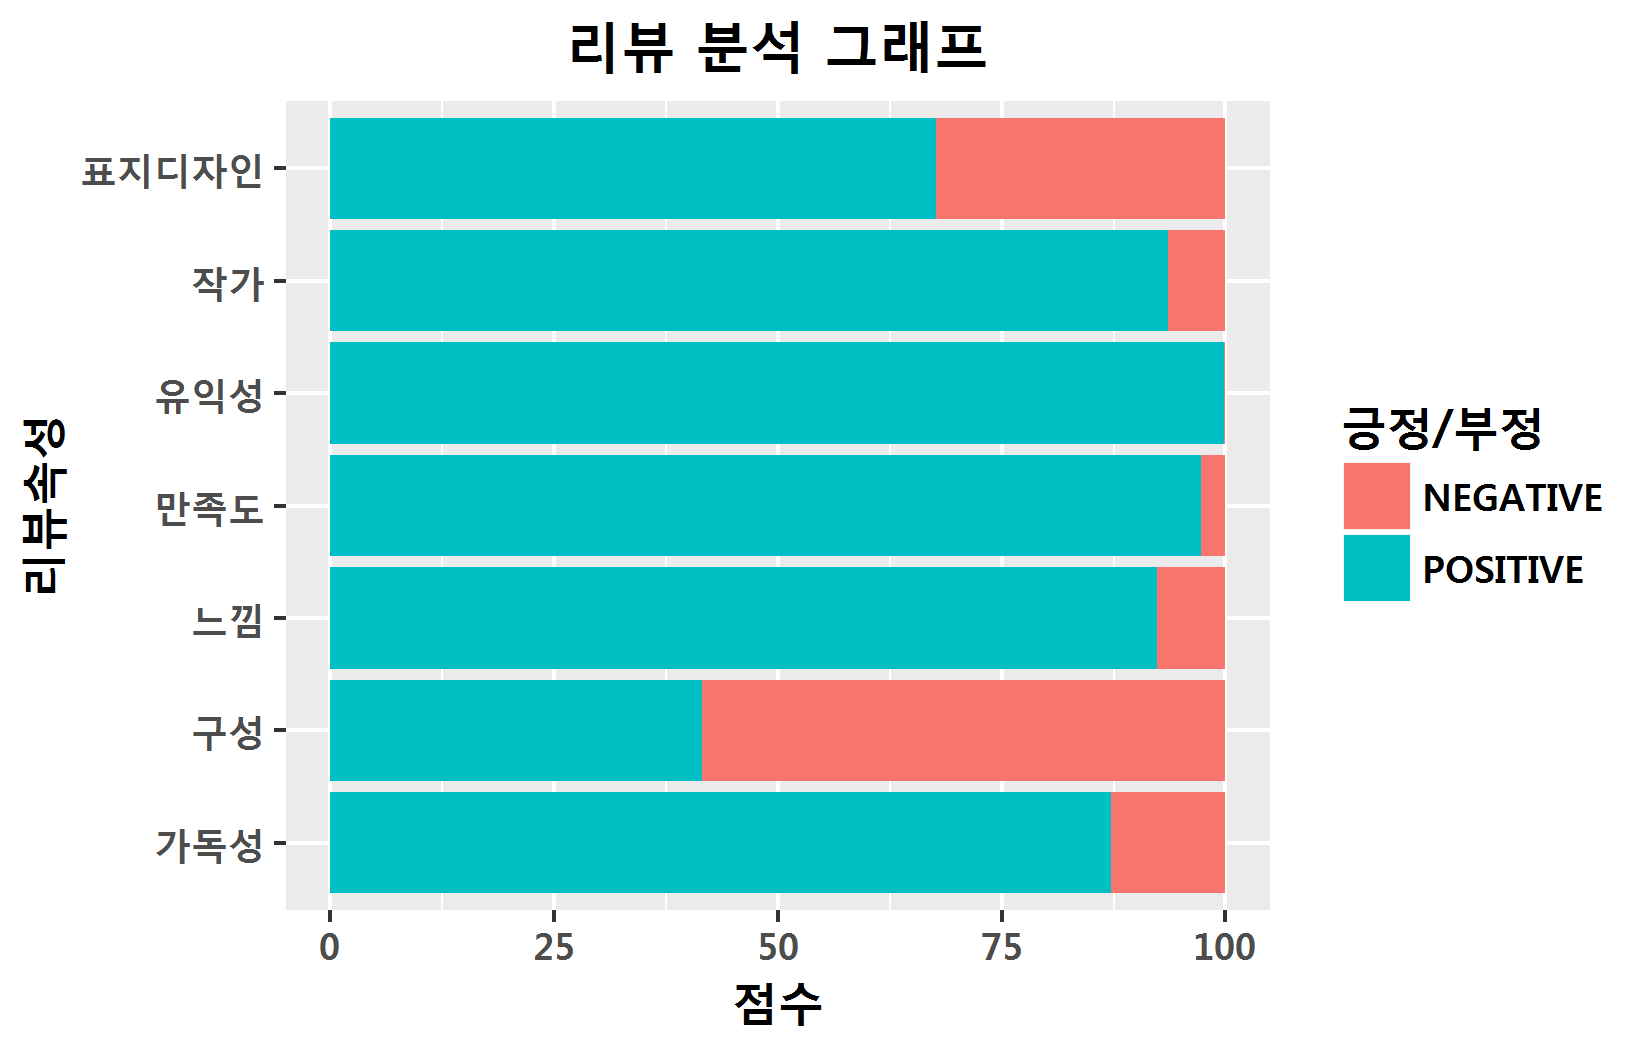 리뷰 분석 그래프
리뷰속성
표지디자인
작가
유익성
만족도
느낌
구성
가독성
0 25 50 75 100
점수
긍정/부정
NEGATIVE
POSITIVE